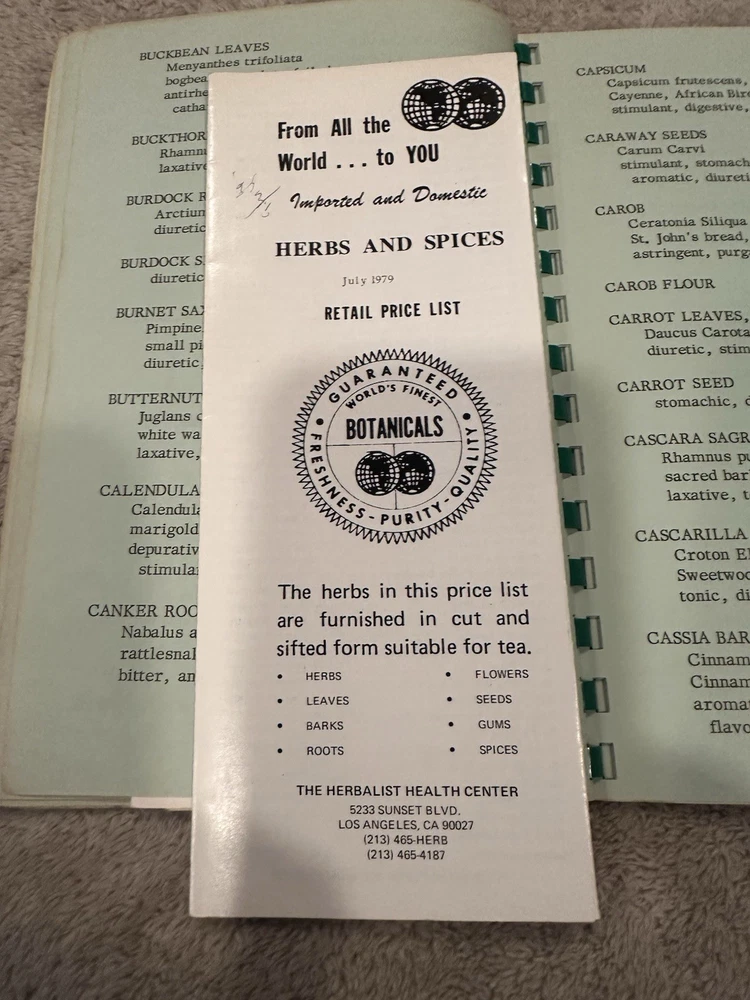 BUCKBEAN LEAVES
Menyanthes trifoliata
BUCKTHOR
Rhamn
laxative
BURDOCK R
Arctium
diuretic
BURDOCK S
diuretic
BURNET SAX
Pimpine
small pi
diuretic,
BUTTERNUT
Juglans c
white wa
laxative,
CALENDULA
Calendula
marigold
depurativ
stimula
CANKER ROO
Nabalus a
rattlesna
bitter, an
From All the
World . . . to YOU
Imported and Domestic
HERBS AND SPICES
July 1979
RETAIL PRICE LIST
GUARANTEED
WORLD'S FINEST
BOTANICALS
FRESHNESS - PURITY - QUALITY
The herbs in this price list
are furnished in cut and
sifted form suitable for tea.
• HERBS • FLOWERS
• LEAVES • SEEDS
• BARKS • GUMS
• ROOTS • SPICES
THE HERBALIST HEALTH CENTER
5233 SUNSET BLVD.
LOS ANGELES, CA 90027
(213) 465-HERB
(213) 465-4187
CAPSICUM
Capsicum frutescens,
Cayenne, African Bir
stimulant, digestive,
CARAWAY SEEDS
Carum Carvi
stimulant, stomach
aromatic, diureti
CAROB
Ceratonia Siliqua
St. John's bread,
astringent, purg
CAROB FLOUR
CARROT LEAVES,
Daucus Carota
diuretic, stim
CARROT SEED
stomachic, d
CASCARA SAGR
Rhamnus pu
sacred bar
laxative, t
CASCARILLA
Croton El
Sweetwoo
tonic, di
CASSIA BAR
Cinnam
Cinnam
aroma
flavo